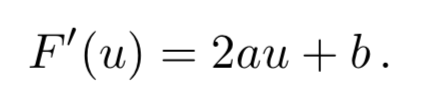 F′(u) = 2au + b .